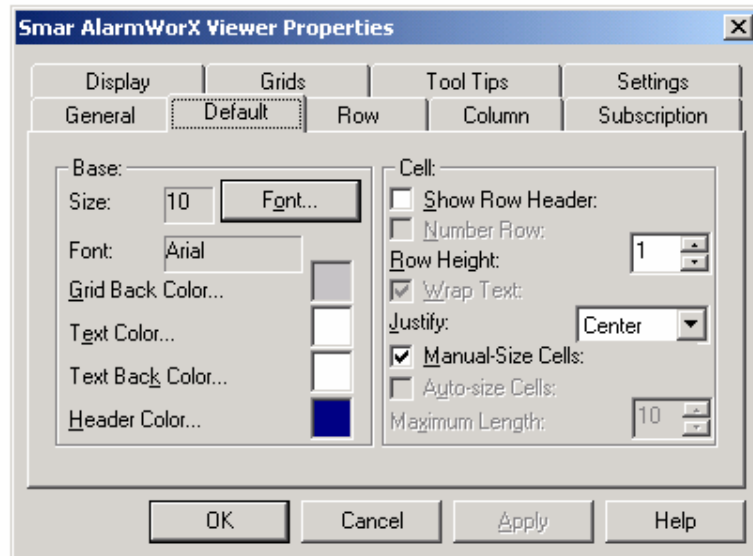 Smar AlarmWorX Viewer Properties
Display Grids Tool Tips Settings
General Default Row Column Subscription
Base:
Size: 10 Font...
Font: Arial
Grid Back Color...
Text Color...
Text Back Color...
Header Color...
Cell:
Show Row Header:
Number Row:
Row Height: 1
Wrap Text:
Justify: Center
Manual-Size Cells:
Auto-size Cells:
Maximum Length: 10
OK Cancel Apply Help